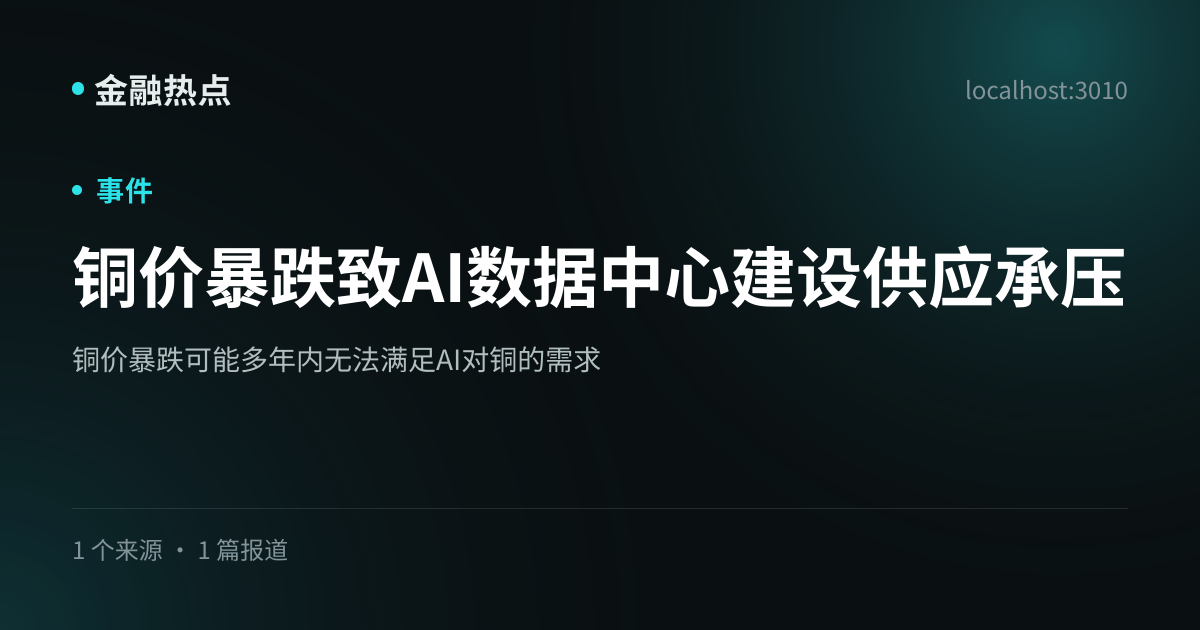 金融热点
localhost:3010
事件
铜价暴跌致AI数据中心建设供应承压
铜价暴跌可能多年内无法满足AI对铜的需求
1 个来源 · 1 篇报道